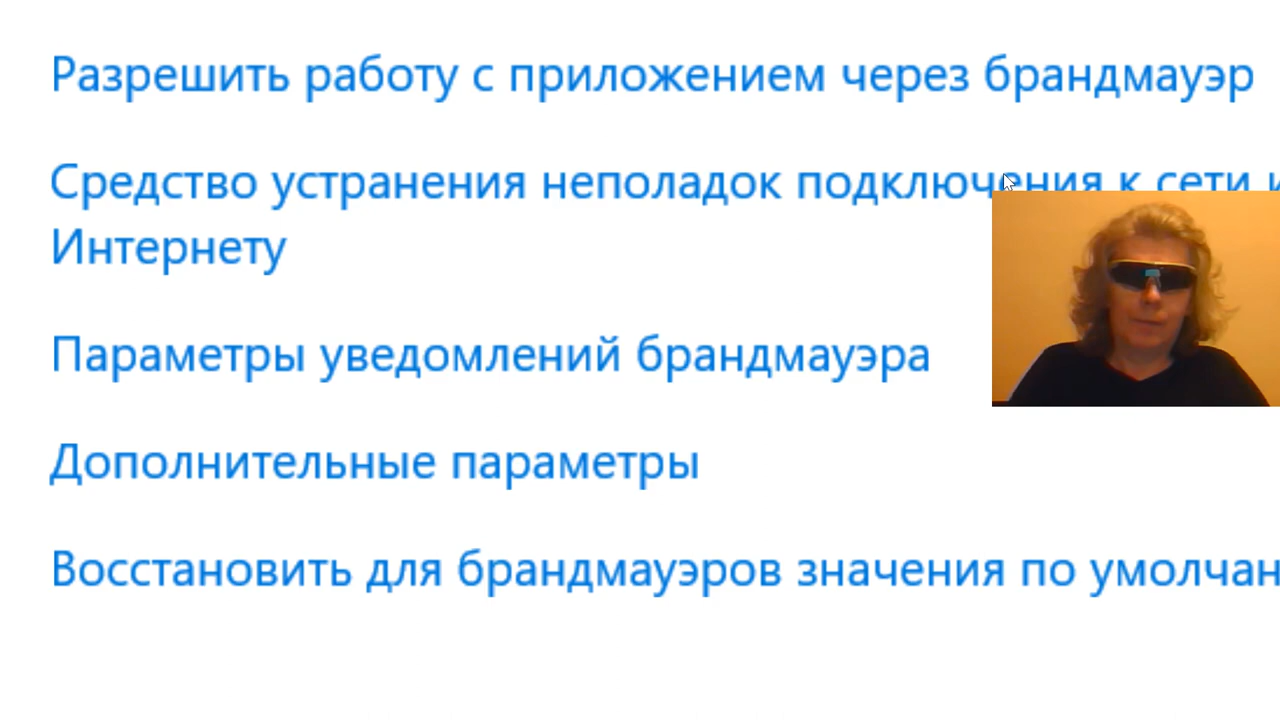 Разрешить работу с приложением через брандмауэр
Средство устранения неполадок подключения к сети и
Интернету
Параметры уведомлений брандмауэра
Дополнительные параметры
Восстановить для брандмауэров значения по умолчан